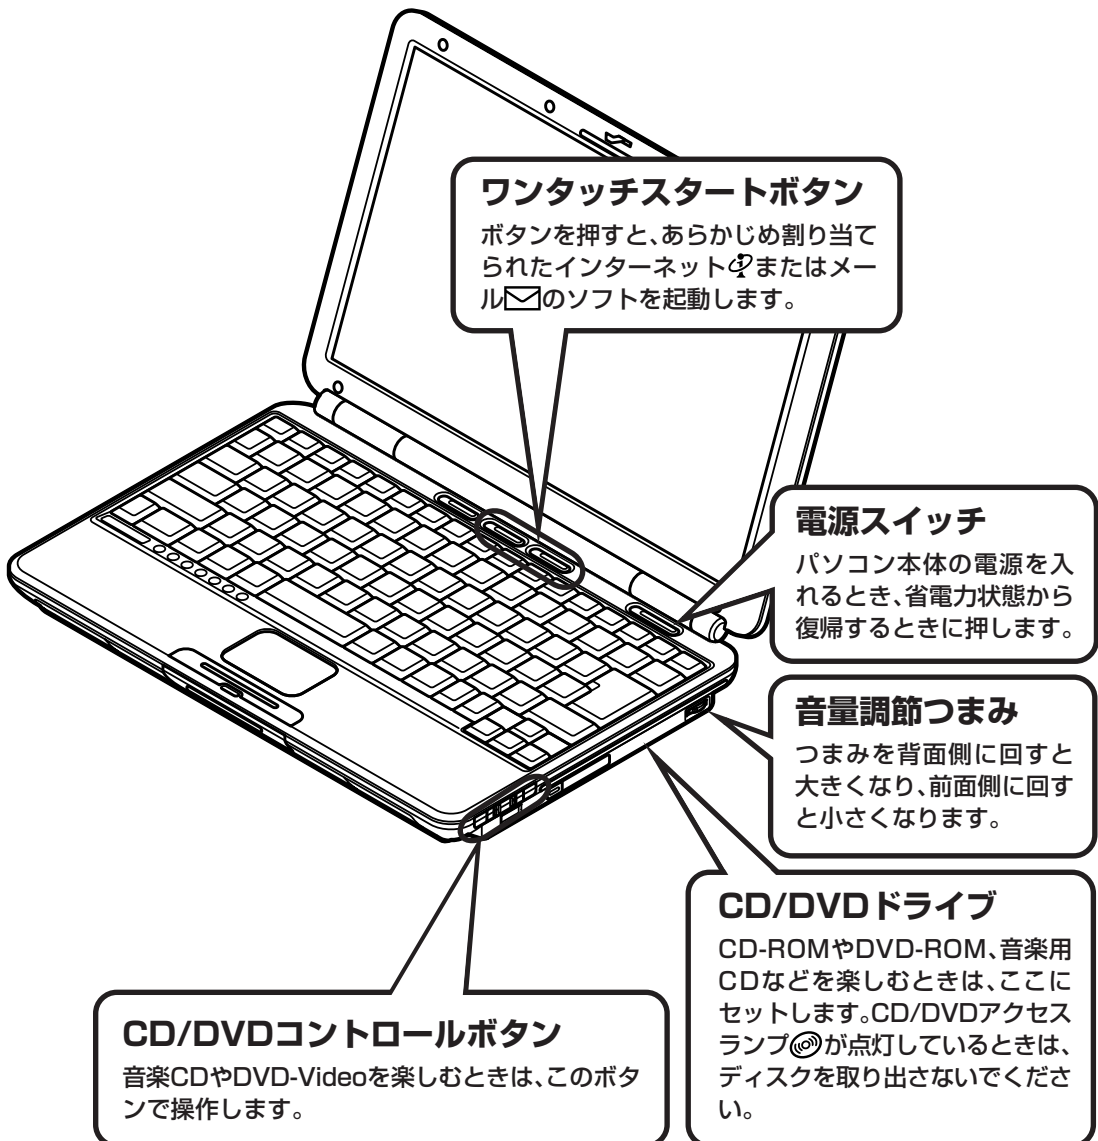 ワンタッチスタートボタン
ボタンを押すと、あらかじめ割り当て
られたインターネットまたはメー
ルのソフトを起動します。
電源スイッチ
パソコン本体の電源を入
れるとき、省電力状態から
復帰するときに押します。
音量調節つまみ
つまみを背面側に回すと
大きくなり、前面側に回す
と小さくなります。
CD/DVDドライブ
CD-ROMやDVD-ROM、音楽用
CDなどを楽しむときは、ここに
セットします。CD/DVDアクセス
ランプが点灯しているときは、
ディスクを取り出さないでくださ
い。
CD/DVDコントロールボタン
音楽CDやDVD-Videoを楽しむときは、このボタ
ンで操作します。